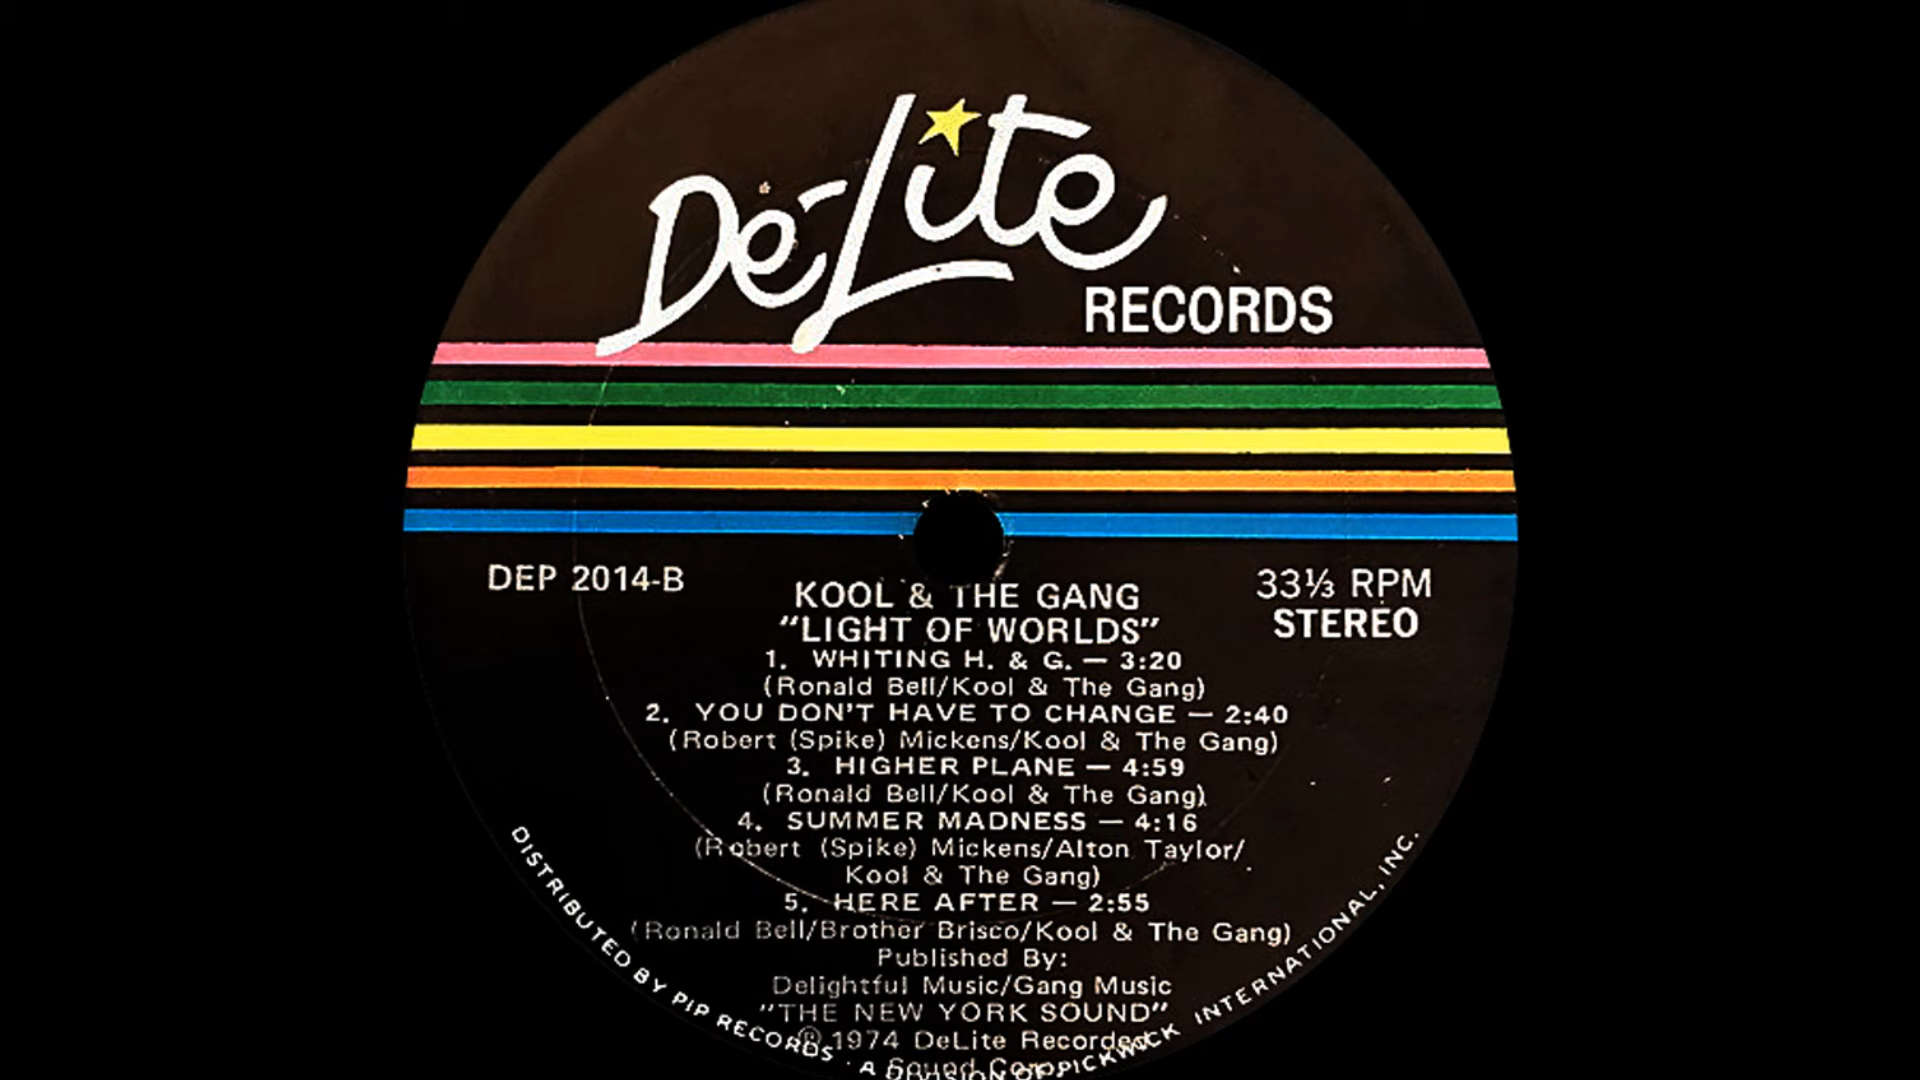 De-Lite
RECORDS
DEP 2014-B
33⅓ RPM
STEREO
KOOL & THE GANG
"LIGHT OF WORLDS"
1. WHITING H. & G. — 3:20
(Ronald Bell/Kool & The Gang)
2. YOU DON'T HAVE TO CHANGE — 2:40
(Robert (Spike) Mickens/Kool & The Gang)
3. HIGHER PLANE — 4:59
(Ronald Bell/Kool & The Gang)
4. SUMMER MADNESS — 4:16
(Robert (Spike) Mickens/Alton Taylor/
Kool & The Gang)
5. HERE AFTER — 2:55
(Ronald Bell/Brother Brisco/Kool & The Gang)
Published By:
Delightful Music/Gang Music
"THE NEW YORK SOUND"
℗ 1974 DeLite Recorded
Sound Corp.
DISTRIBUTED BY PIP RECORDS · A DIVISION OF PICKWICK INTERNATIONAL, INC.